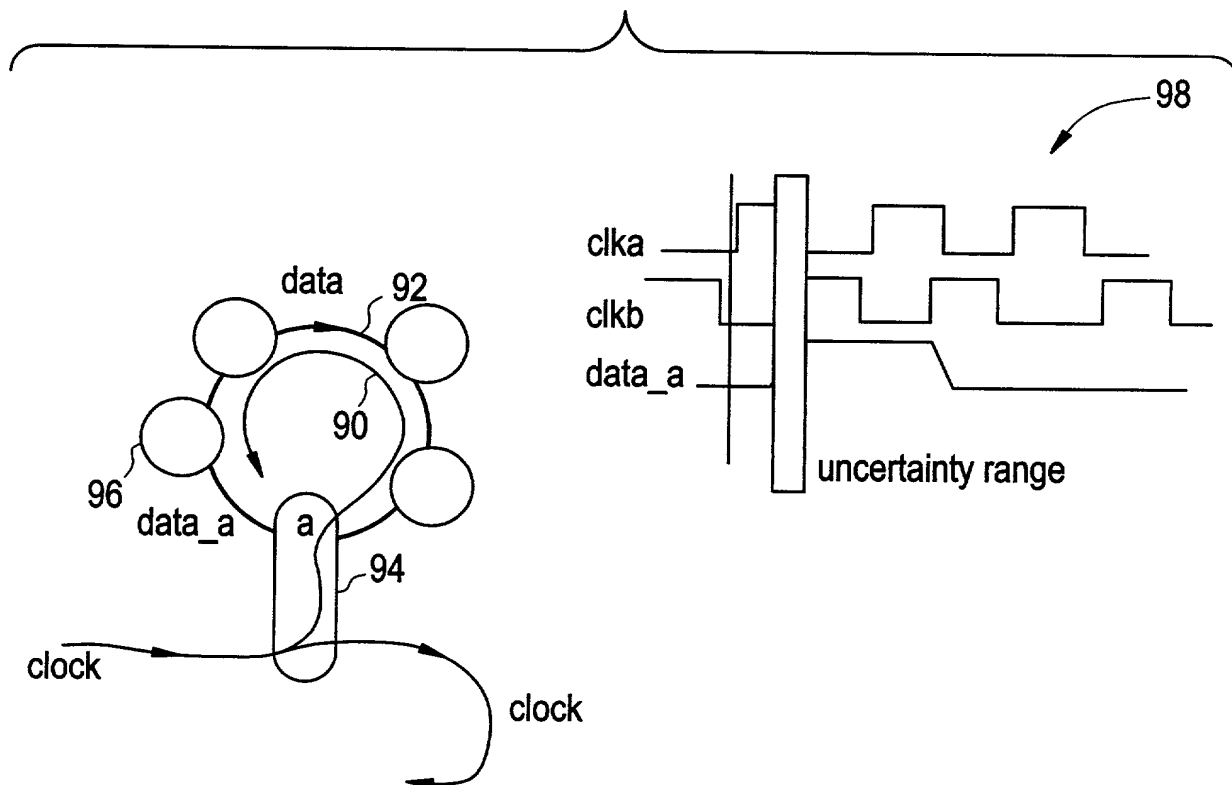 98
clka
data
92
clkb
data_a
90
uncertainty range
96
data_a
a
94
clock
clock